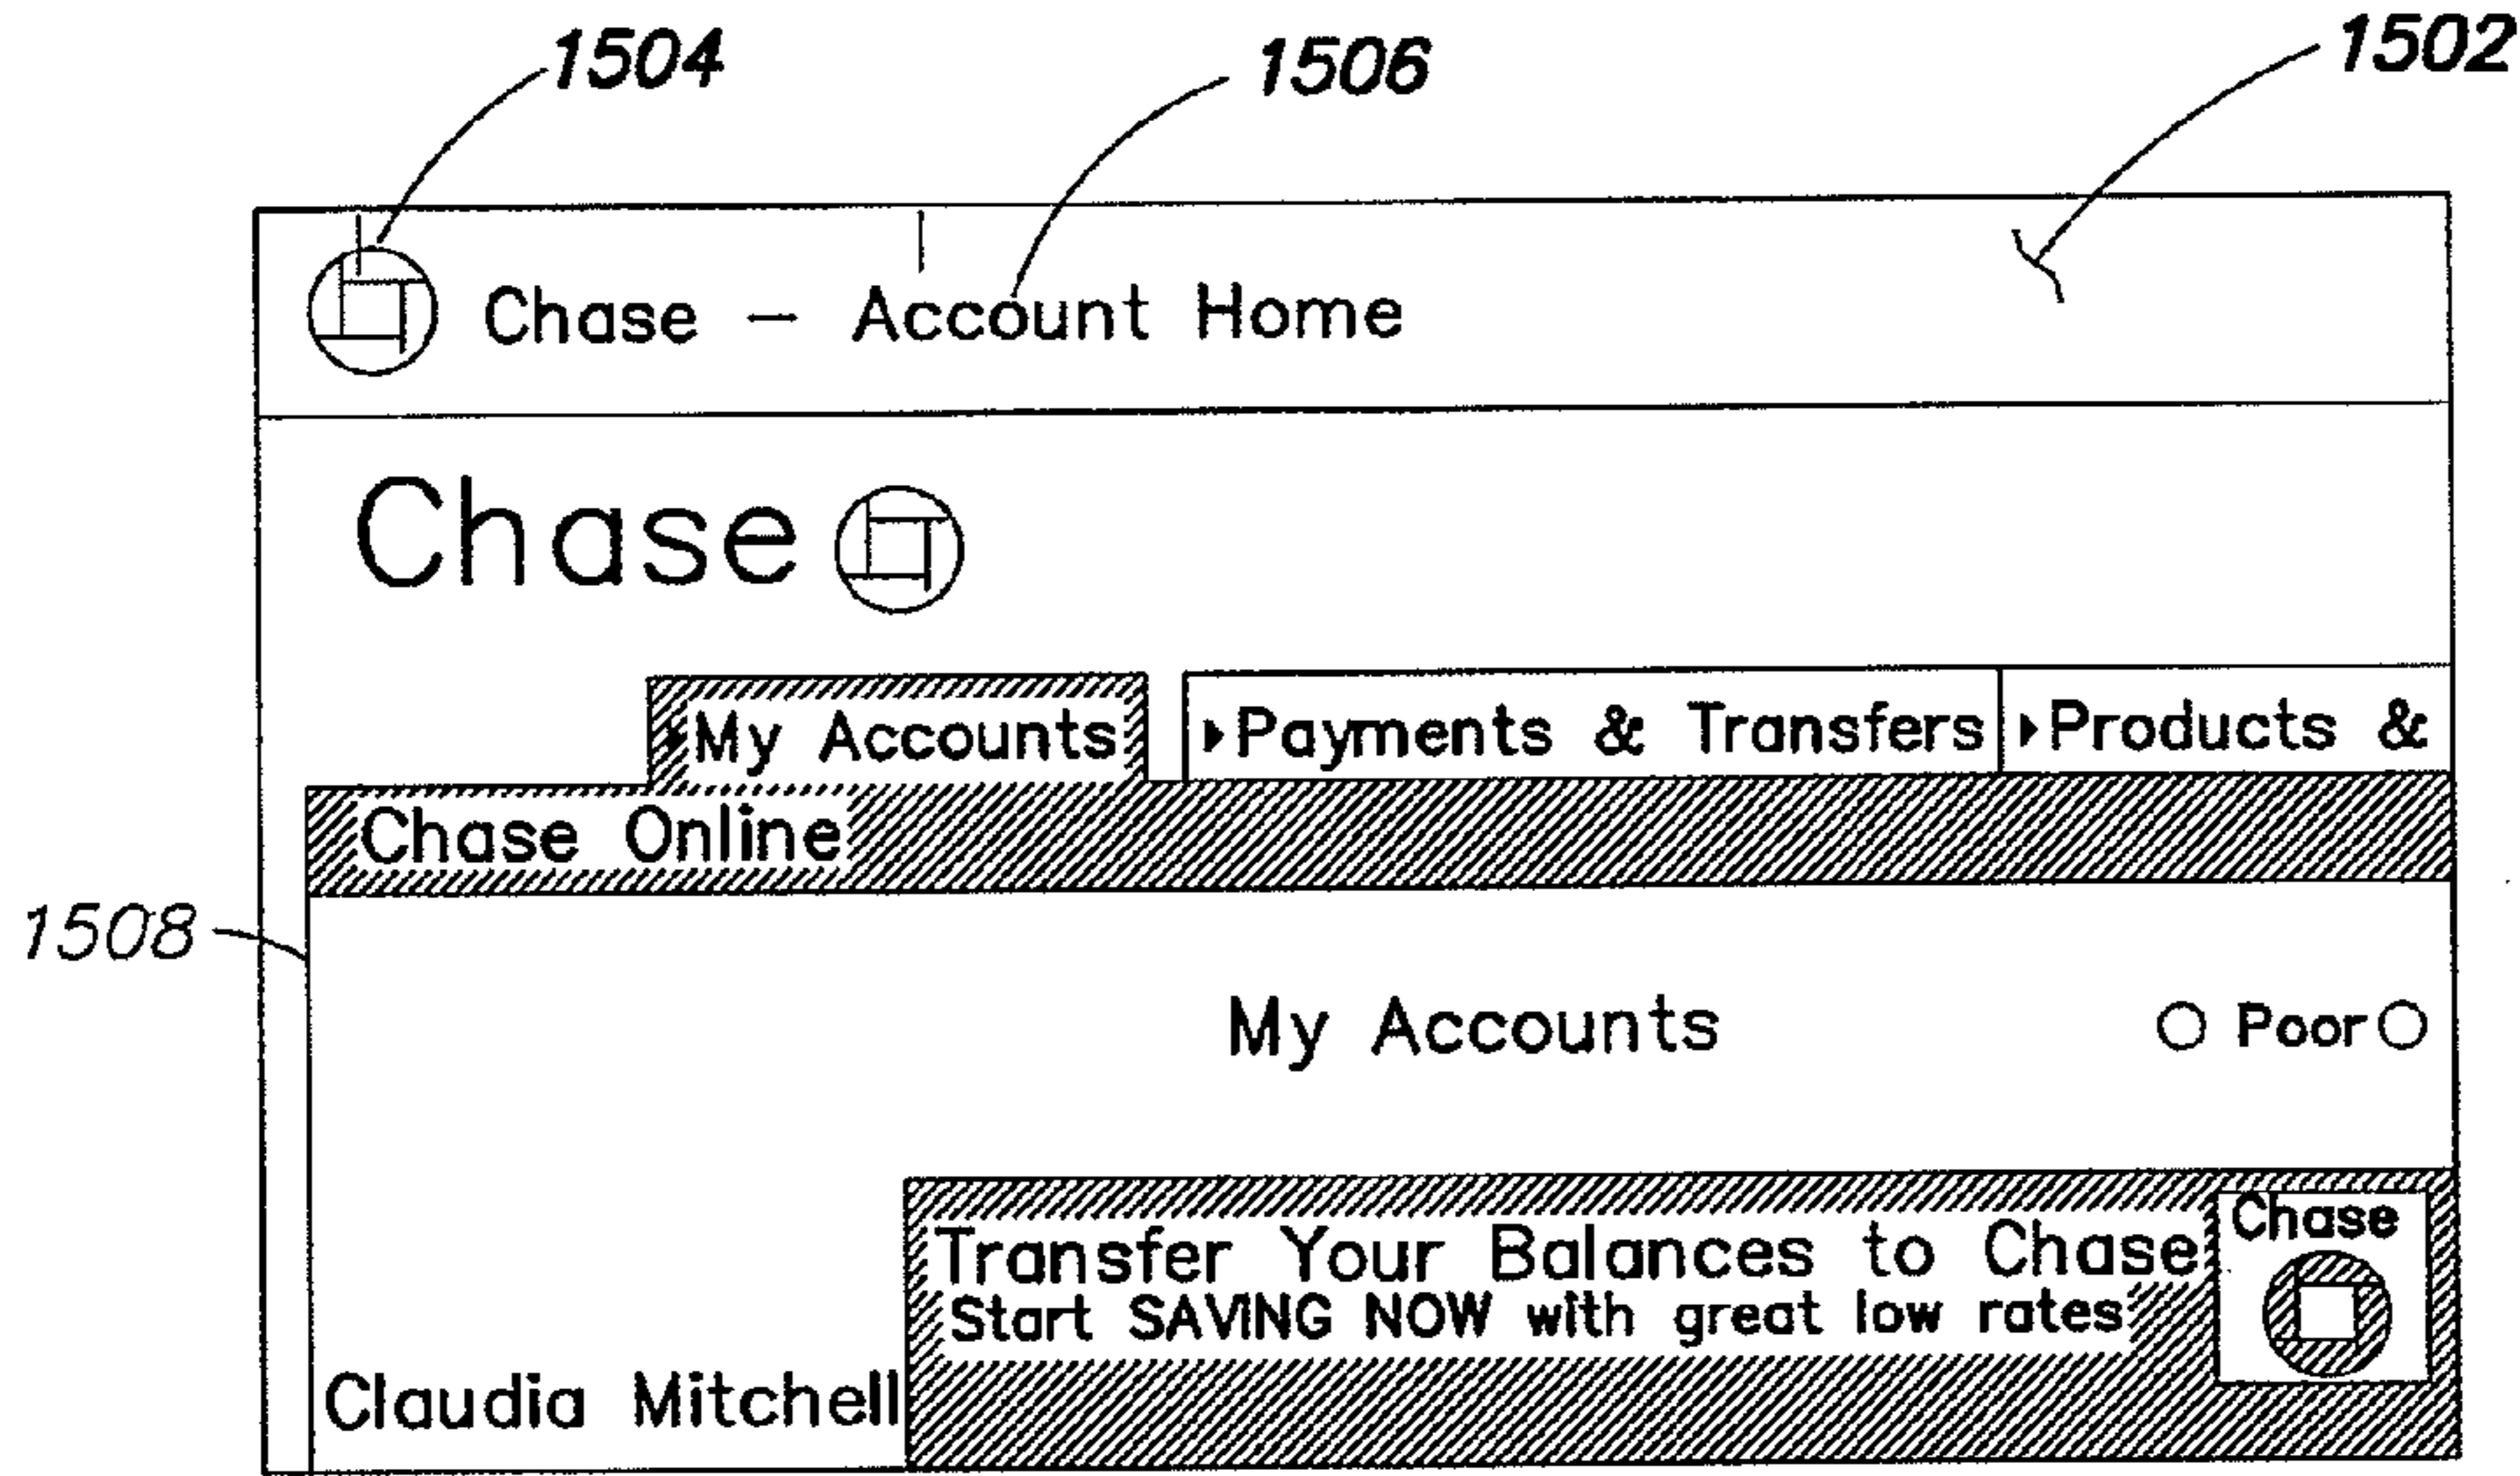 1504 1506 1502
Chase - Account Home
Chase
My Accounts Payments & Transfers Products &
Chase Online
1508
My Accounts Poor
Transfer Your Balances to Chase Chase
Start SAVING NOW with great low rates
Claudia Mitchell